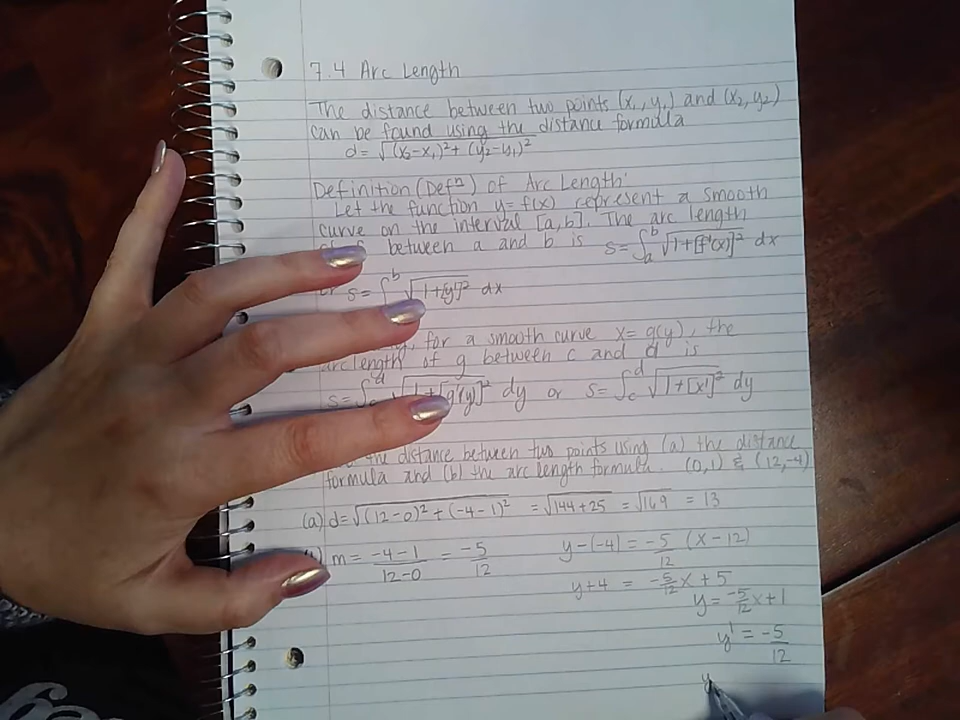 7.4 Arc Length
The distance between two points (x₁, y₁) and (x₂, y₂)
can be found using the distance formula
d = √(x₂-x₁)² + (y₂-y₁)²
Definition (Defⁿ) of Arc Length:
Let the function y = f(x) represent a smooth
curve on the interval [a,b]. The arc length
between a and b is s = ∫ₐᵇ √1+[f'(x)]² dx
or s = ∫ᵇ √1+[y']² dx
for a smooth curve x = g(y), the
arc length of g between c and d is
s = ∫꜀ᵈ √1+[g'(y)]² dy or s = ∫꜀ᵈ √1+[x']² dy
the distance between two points using (a) the distance
formula and (b) the arc length formula. (0,1) & (12,-4)
(a) d = √(12-0)² + (-4-1)² = √144+25 = √169 = 13
m = -4-1/12-0 = -5/12 y-(-4) = -5/12 (x-12)
y+4 = -5/12 x + 5
y = -5/12 x + 1
y' = -5/12